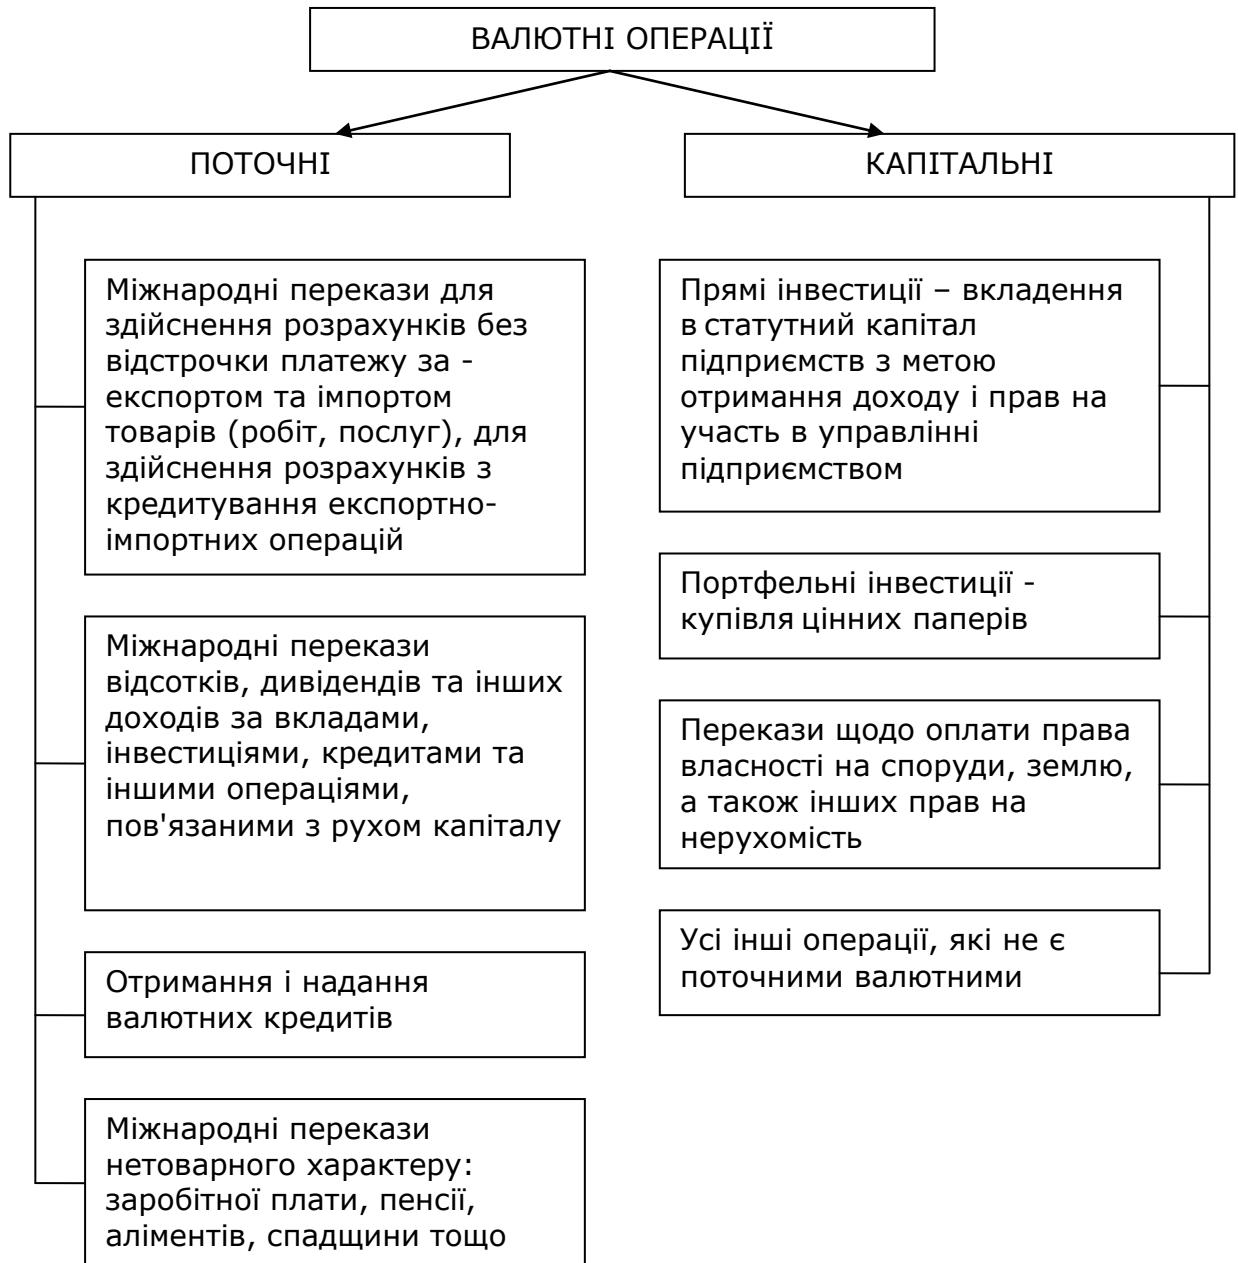 ВАЛЮТНІ ОПЕРАЦІЇ
ПОТОЧНІ
КАПІТАЛЬНІ
Міжнародні перекази для
здійснення розрахунків без
відстрочки платежу за -
експортом та імпортом
товарів (робіт, послуг), для
здійснення розрахунків з
кредитування експортно-
імпортних операцій
Міжнародні перекази
відсотків, дивідендів та інших
доходів за вкладами,
інвестиціями, кредитами та
іншими операціями,
пов'язаними з рухом капіталу
Отримання і надання
валютних кредитів
Міжнародні перекази
нетоварного характеру:
заробітної плати, пенсії,
аліментів, спадщини тощо
Прямі інвестиції – вкладення
в статутний капітал
підприємств з метою
отримання доходу і прав на
участь в управлінні
підприємством
Портфельні інвестиції -
купівля цінних паперів
Перекази щодо оплати права
власності на споруди, землю,
а також інших прав на
нерухомість
Усі інші операції, які не є
поточними валютними